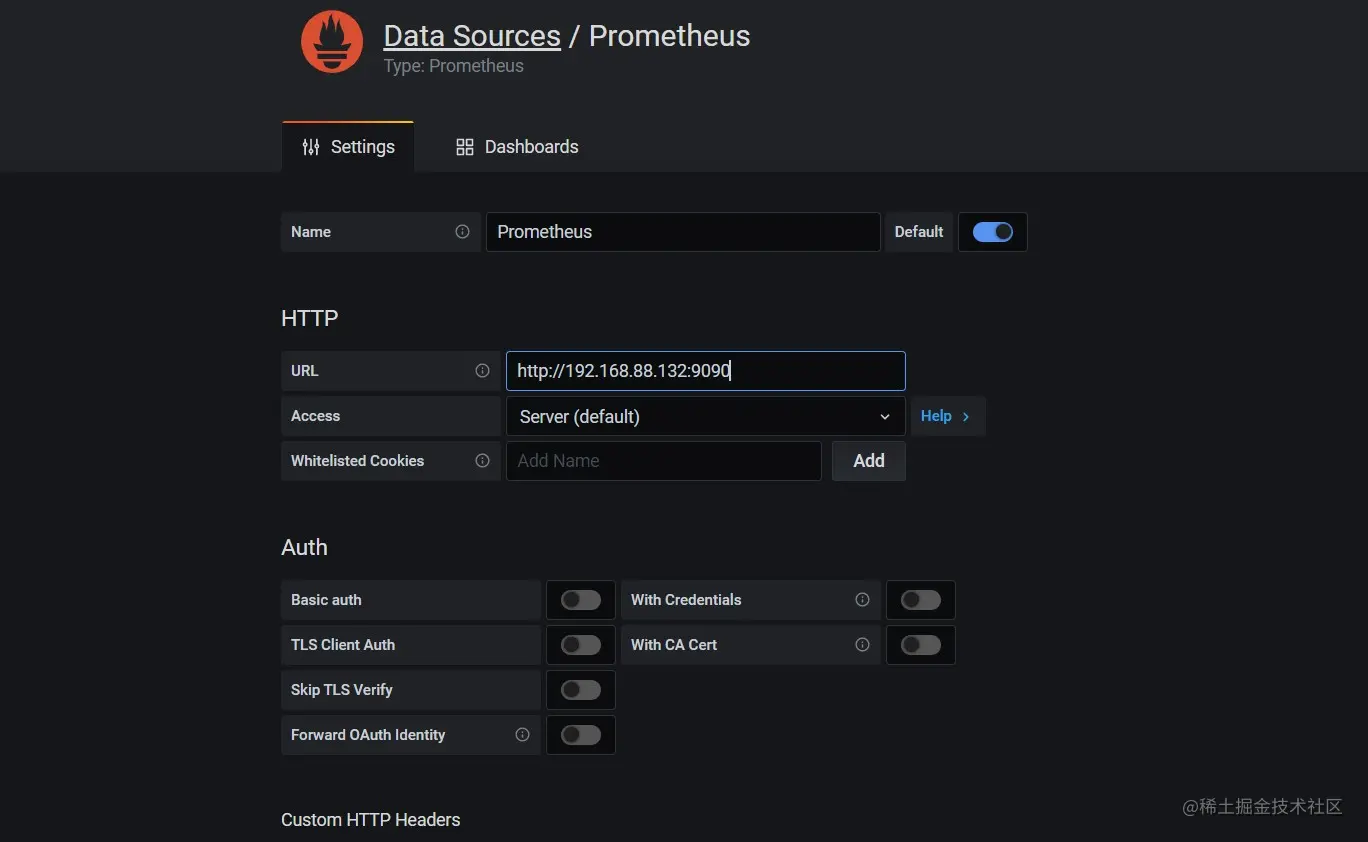 Data Sources / Prometheus
Type: Prometheus
Settings
Dashboards
Name
Prometheus
Default
HTTP
URL
http://192.168.88.132:9090
Access
Server (default)
Help
Whitelisted Cookies
Add Name
Add
Auth
Basic auth
With Credentials
TLS Client Auth
With CA Cert
Skip TLS Verify
Forward OAuth Identity
Custom HTTP Headers
@稀土掘金技术社区